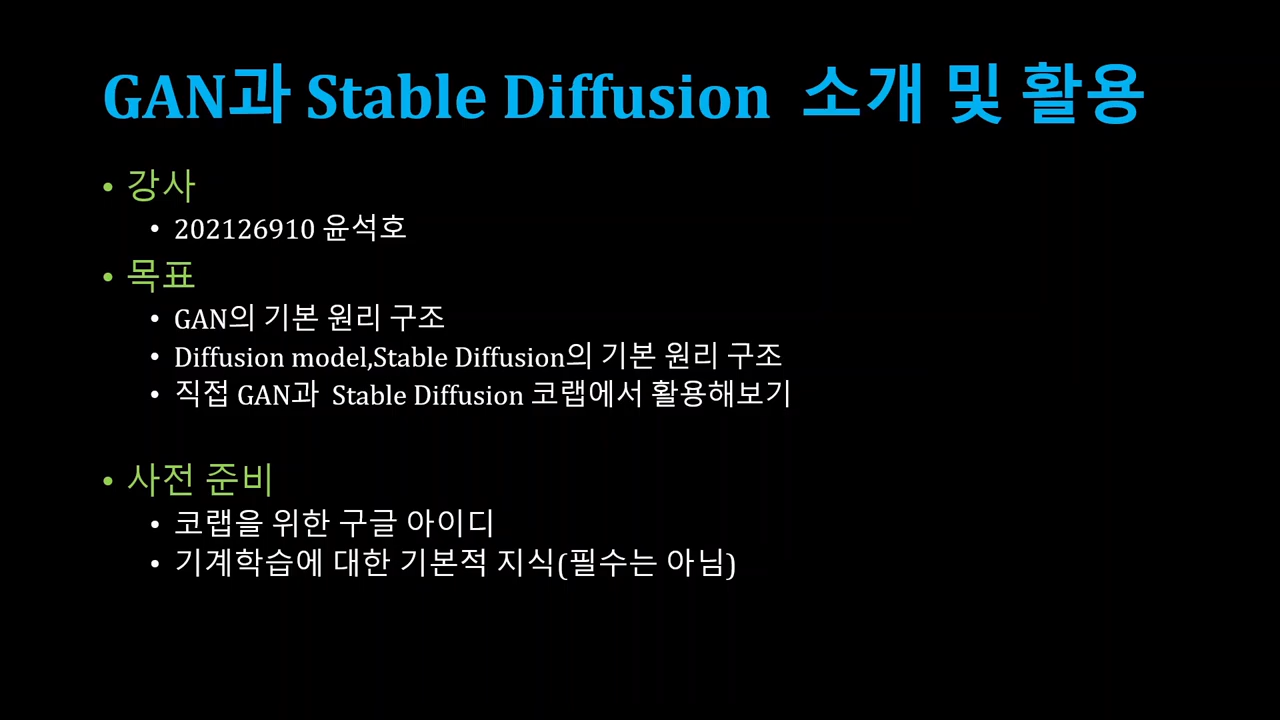 GAN과 Stable Diffusion 소개 및 활용
• 강사
• 202126910 윤석호
• 목표
• GAN의 기본 원리 구조
• Diffusion model,Stable Diffusion의 기본 원리 구조
• 직접 GAN과 Stable Diffusion 코랩에서 활용해보기
• 사전 준비
• 코랩을 위한 구글 아이디
• 기계학습에 대한 기본적 지식(필수는 아님)